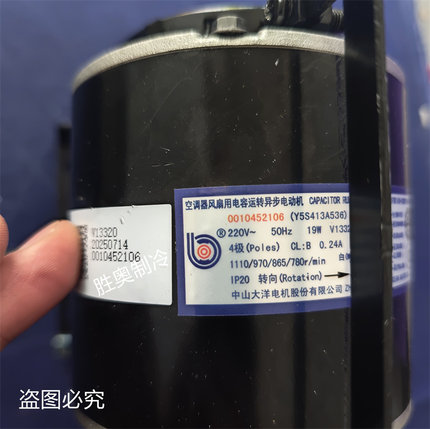 V13320
20250714
0010452106
胜奥制冷
空调器风扇用电容运转异步电动机 CAPACITOR RU
0010452106 (Y5S413A536)
® 220V~ 50Hz 19W V133
4极(Poles) CL:B 0.24A
1110/970/865/780r/min
IP20 转向(Rotation)
中山大洋电机股份有限公司
盗图必究